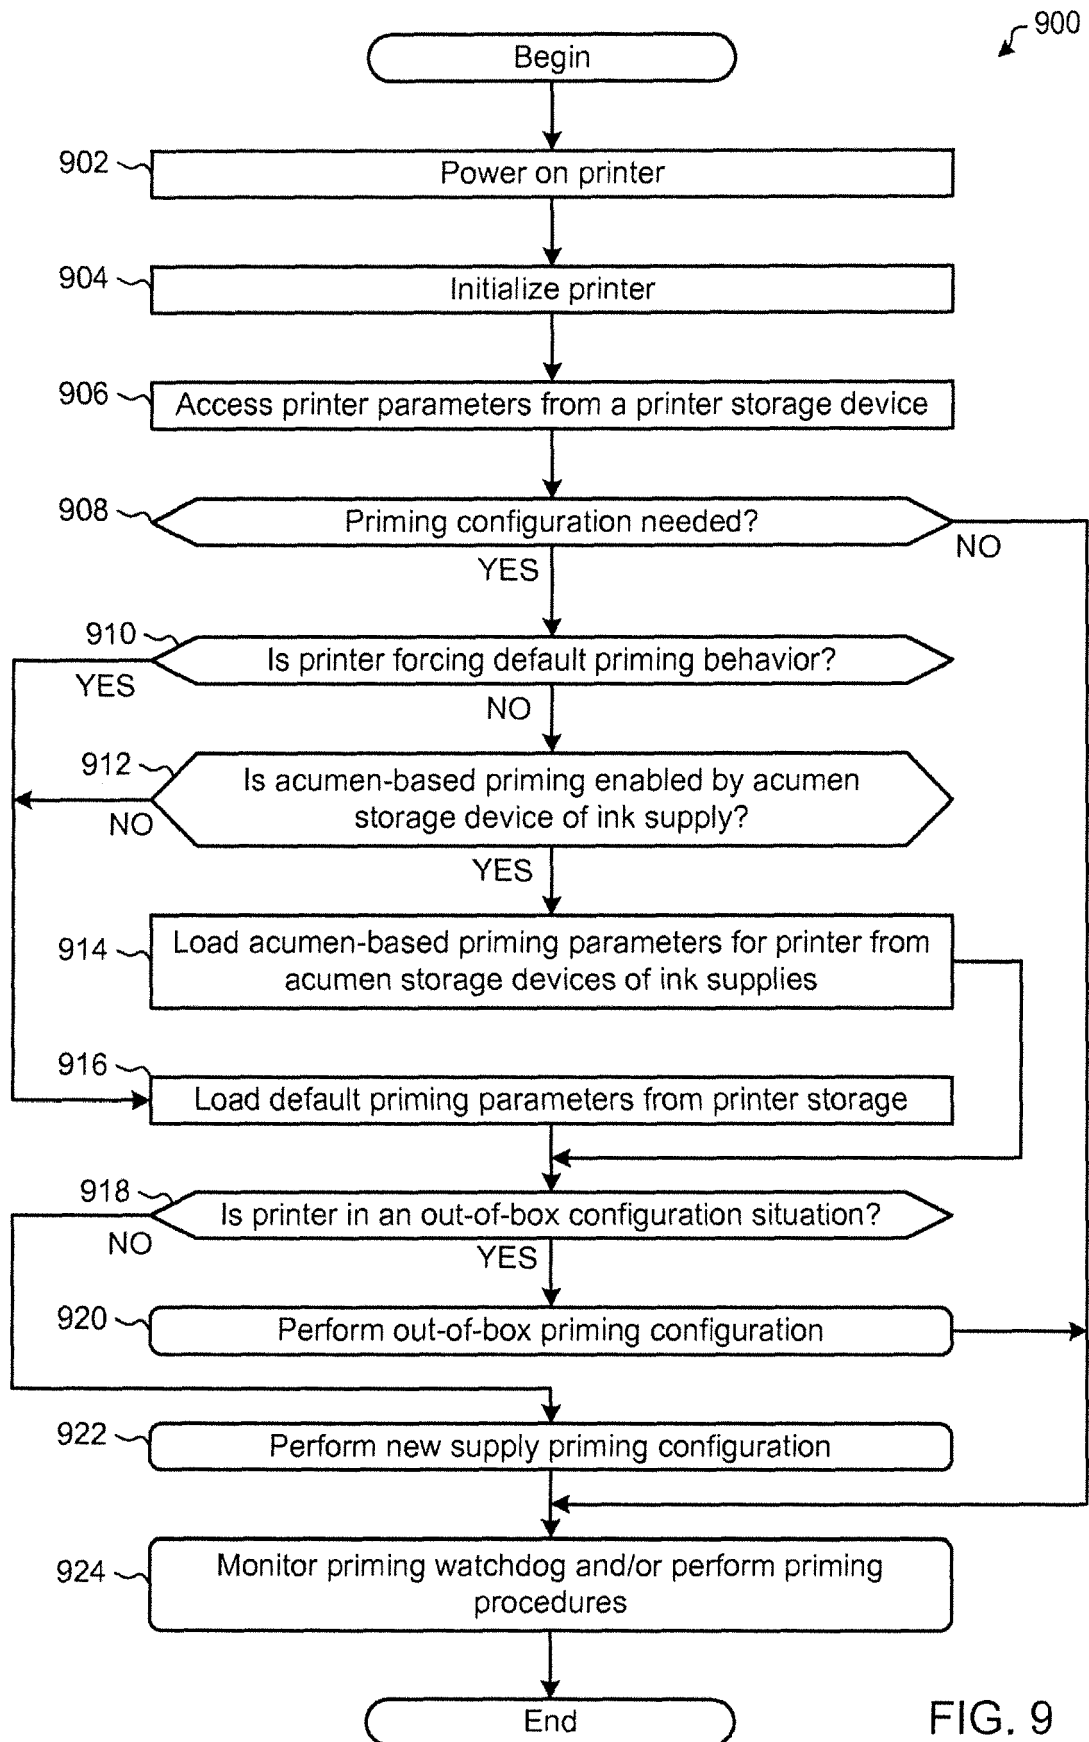 900
Begin
902
Power on printer
904
Initialize printer
906
Access printer parameters from a printer storage device
908
Priming configuration needed?
NO
YES
910
Is printer forcing default priming behavior?
YES
NO
912
Is acumen-based priming enabled by acumen
storage device of ink supply?
NO
YES
914
Load acumen-based priming parameters for printer from
acumen storage devices of ink supplies
916
Load default priming parameters from printer storage
918
Is printer in an out-of-box configuration situation?
NO
YES
920
Perform out-of-box priming configuration
922
Perform new supply priming configuration
924
Monitor priming watchdog and/or perform priming
procedures
End
FIG. 9